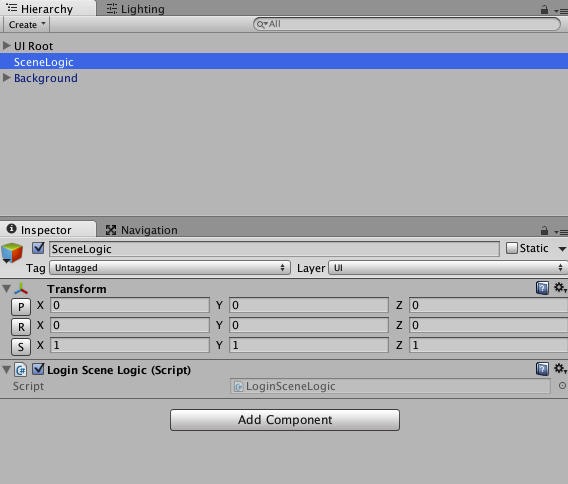 Hierarchy Lighting
Create All
UI Root
SceneLogic
Background
Inspector Navigation
SceneLogic Static
Tag Untagged Layer UI
Transform
P X 0 Y 0 Z 0
R X 0 Y 0 Z 0
S X 1 Y 1 Z 1
C# Login Scene Logic (Script)
Script LoginSceneLogic
Add Component